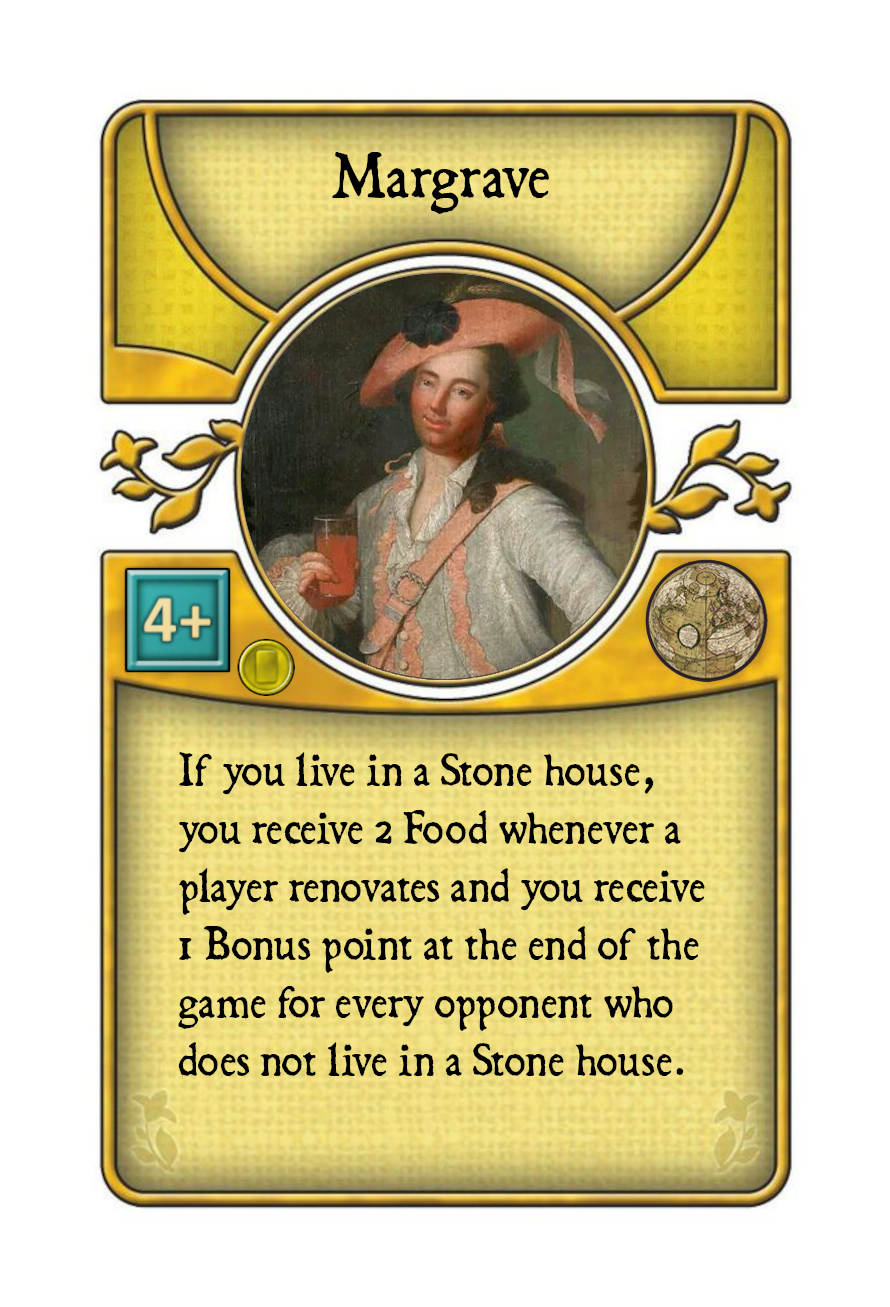 Margrave
4+
If you live in a Stone house,
you receive 2 Food whenever a
player renovates and you receive
1 Bonus point at the end of the
game for every opponent who
does not live in a Stone house.